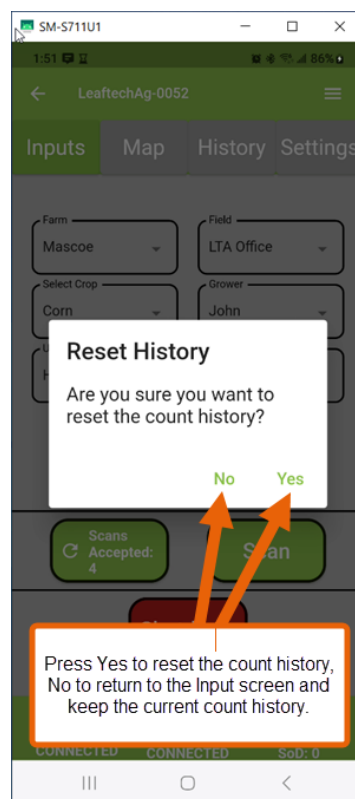 SM-S711U1
1:51 86%
LeaftechAg-0052
Inputs Map History Settings
Farm Field
Mascoe LTA Office
Select Crop Grower
Corn John
U
H
Reset History
Are you sure you want to
reset the count history?
No Yes
Scans
Accepted:
4
Scan
Press Yes to reset the count history,
No to return to the Input screen and
keep the current count history.
CONNECTED CONNECTED SoD: 0